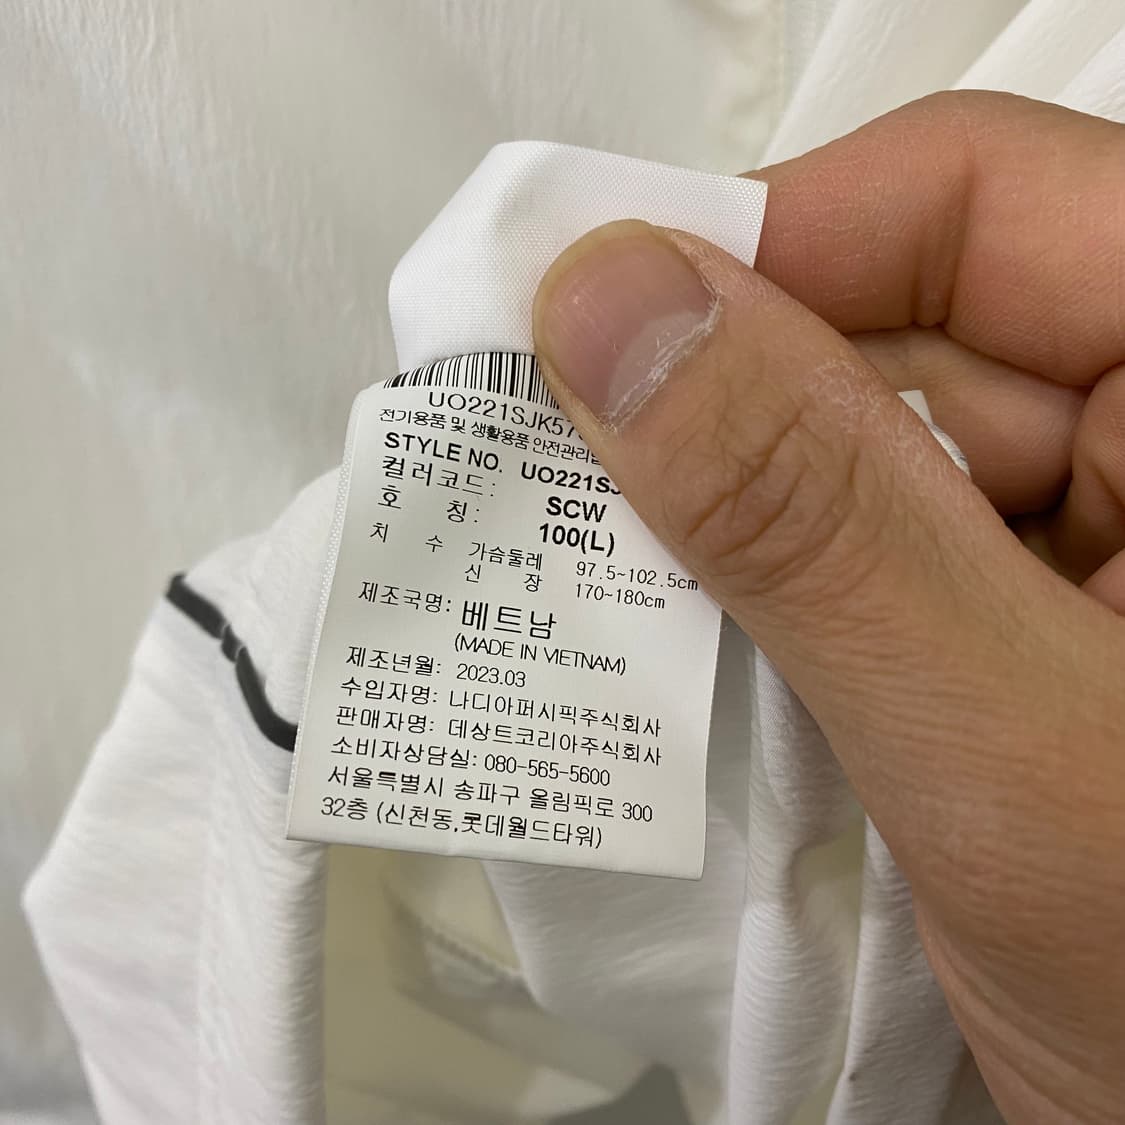 UO221SJK57
전기용품 및 생활용품 안전관리법
STYLE NO. UO221SJ
컬러코드: SCW
호 칭: 100(L)
치 수 가슴둘레 97.5~102.5cm
신 장 170~180cm
제조국명: 베트남
(MADE IN VIETNAM)
제조년월: 2023.03
수입자명: 나디아퍼시픽주식회사
판매자명: 데상트코리아주식회사
소비자상담실: 080-565-5600
서울특별시 송파구 올림픽로 300
32층 (신천동,롯데월드타워)